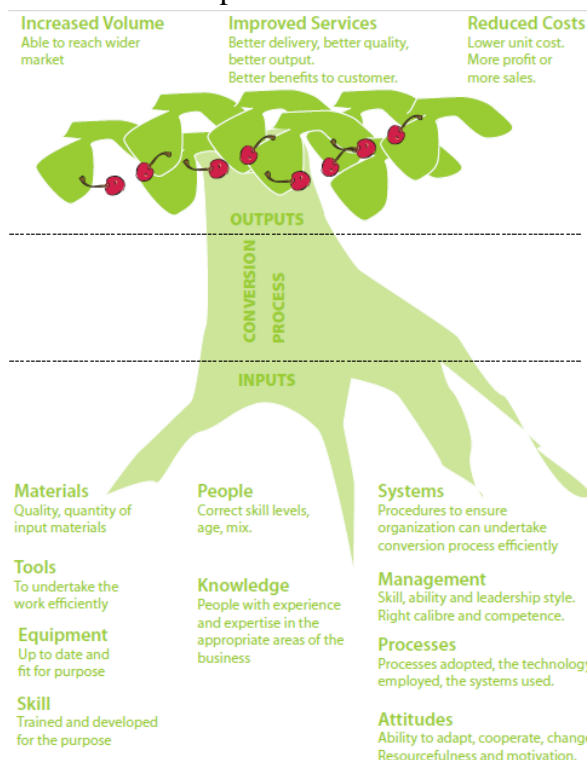 Increased Volume
Able to reach wider
market
Improved Services
Better delivery, better quality,
better output.
Better benefits to customer.
Reduced Costs
Lower unit cost.
More profit or
more sales.
OUTPUTS
CONVERSION
PROCESS
INPUTS
Materials
Quality, quantity of
input materials
Tools
To undertake the
work efficiently
Equipment
Up to date and
fit for purpose
Skill
Trained and developed
for the purpose
People
Correct skill levels,
age, mix.
Knowledge
People with experience
and expertise in the
appropriate areas of the
business
Systems
Procedures to ensure
organization can undertake
conversion process efficiently
Management
Skill, ability and leadership style.
Right calibre and competence.
Processes
Processes adopted, the technology
employed, the systems used.
Attitudes
Ability to adapt, cooperate, change
Resourcefulness and motivation.